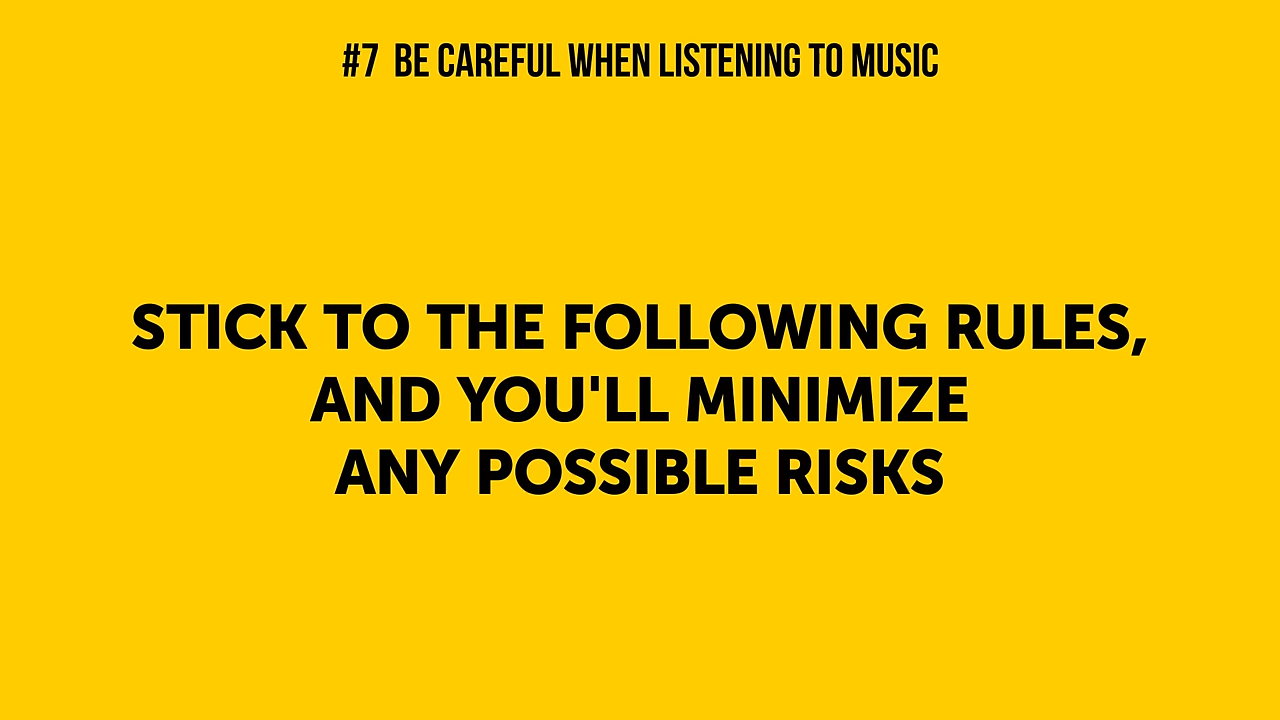 #7 BE CAREFUL WHEN LISTENING TO MUSIC
STICK TO THE FOLLOWING RULES,
AND YOU'LL MINIMIZE
ANY POSSIBLE RISKS